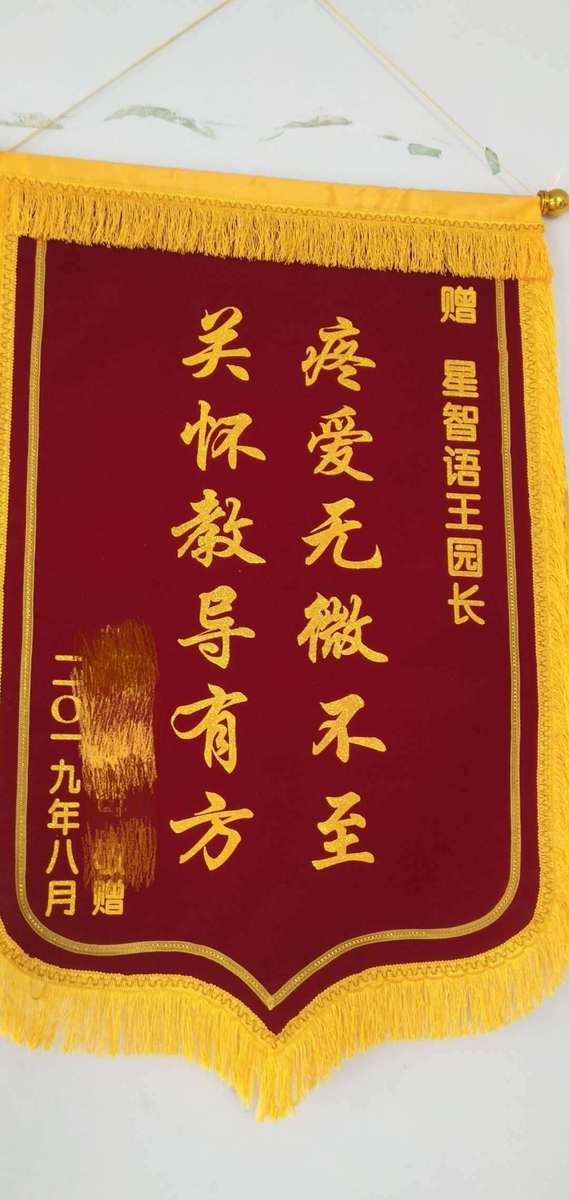 赠 星智语王园长
疼爱无微不至
关怀教导有方
赠
二〇一九年八月